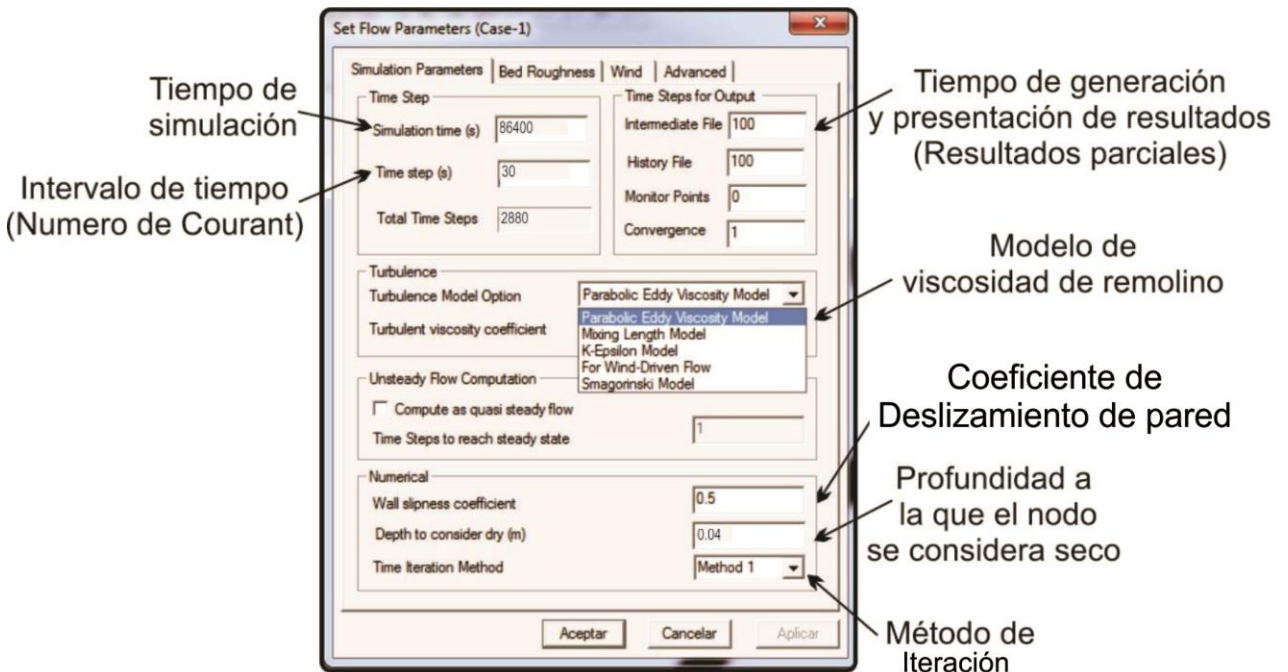 Set Flow Parameters (Case-1)
Simulation Parameters
Bed Roughness
Wind
Advanced
Time Step
Simulation time (s)
86400
Time step (s)
30
Total Time Steps
2880
Time Steps for Output
Intermediate File
100
History File
100
Monitor Points
0
Convergence
1
Turbulence
Turbulence Model Option
Parabolic Eddy Viscosity Model
Turbulent viscosity coefficient
Parabolic Eddy Viscosity Model
Mixing Length Model
K-Epsilon Model
For Wind-Driven Flow
Smagorinski Model
Unsteady Flow Computation
Compute as quasi steady flow
Time Steps to reach steady state
1
Numerical
Wall slipness coefficient
0.5
Depth to consider dry (m)
0.04
Time Iteration Method
Method 1
Aceptar
Cancelar
Aplicar
Tiempo de
simulación
Intervalo de tiempo
(Numero de Courant)
Tiempo de generación
y presentación de resultados
(Resultados parciales)
Modelo de
viscosidad de remolino
Coeficiente de
Deslizamiento de pared
Profundidad a
la que el nodo
se considera seco
Método de
Iteración